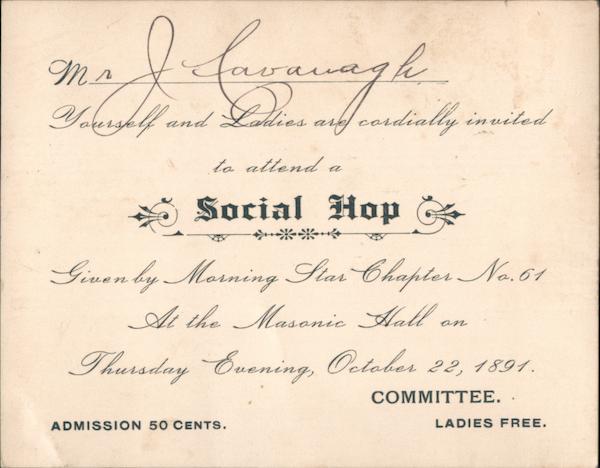 Mr J Cavanagh
Yourself and Ladies are cordially invited
to attend a
Social Hop
Given by Morning Star Chapter No. 61
At the Masonic Hall on
Thursday Evening, October 22, 1891.
COMMITTEE.
ADMISSION 50 CENTS. LADIES FREE.